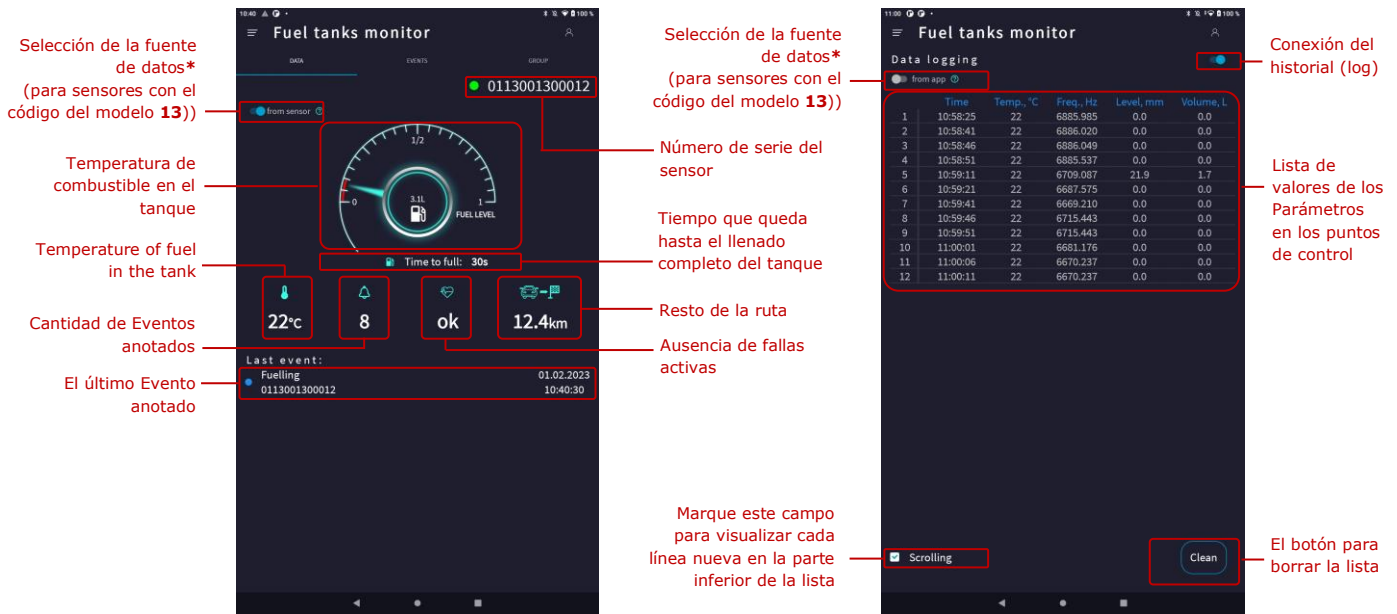 Selección de la fuente
de datos*
(para sensores con el
código del modelo 13))
Temperatura de
combustible en el
tanque
Temperature of fuel
in the tank
Cantidad de Eventos
anotados
El último Evento
anotado
10:40
100 %
Fuel tanks monitor
DATA EVENTS GROUP
0113001300012
from sensor
1/2
0 1
3.1L
FUEL LEVEL
Time to full: 30s
22°C 8 ok 12.4km
Last event:
Fuelling 01.02.2023
0113001300012 10:40:30
Número de serie del
sensor
Tiempo que queda
hasta el llenado
completo del tanque
Resto de la ruta
Ausencia de fallas
activas
Selección de la fuente
de datos*
(para sensores con el
código del modelo 13))
Marque este campo
para visualizar cada
línea nueva en la parte
inferior de la lista
11:00
100 %
Fuel tanks monitor
Data logging
from app
Time Temp., °C Freq., Hz Level, mm Volume, L
1 10:58:25 22 6885.985 0.0 0.0
2 10:58:41 22 6886.020 0.0 0.0
3 10:58:46 22 6886.049 0.0 0.0
4 10:58:51 22 6885.537 0.0 0.0
5 10:59:11 22 6709.087 21.9 1.7
6 10:59:21 22 6687.575 0.0 0.0
7 10:59:41 22 6669.210 0.0 0.0
8 10:59:46 22 6715.443 0.0 0.0
9 10:59:51 22 6715.443 0.0 0.0
10 11:00:01 22 6681.176 0.0 0.0
11 11:00:06 22 6670.237 0.0 0.0
12 11:00:11 22 6670.237 0.0 0.0
Scrolling
Clean
Conexión del
historial (log)
Lista de
valores de los
Parámetros
en los puntos
de control
El botón para
borrar la lista